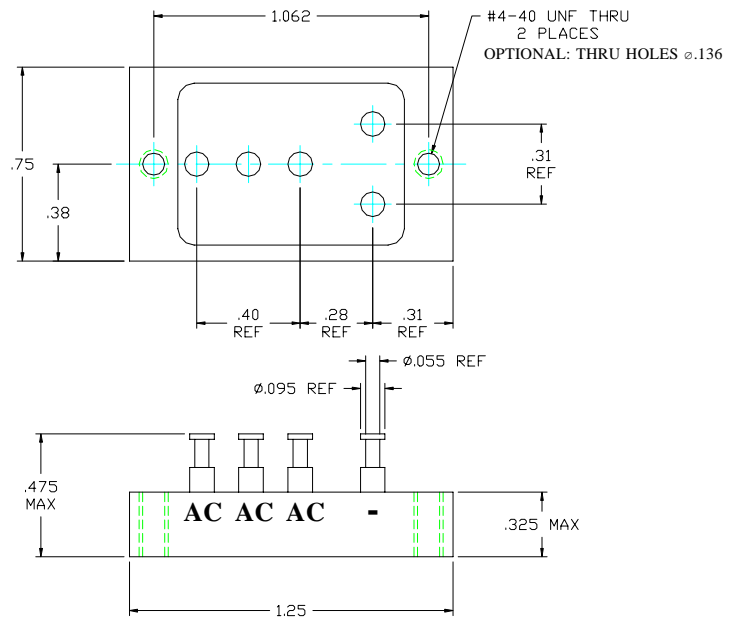 1.062
#4-40 UNF THRU
2 PLACES
OPTIONAL: THRU HOLES ⌀.136
.75
.38
.31
REF
.40
REF
.28
REF
.31
REF
Ø.055 REF
Ø.095 REF
.475
MAX
AC AC AC -
.325 MAX
1.25